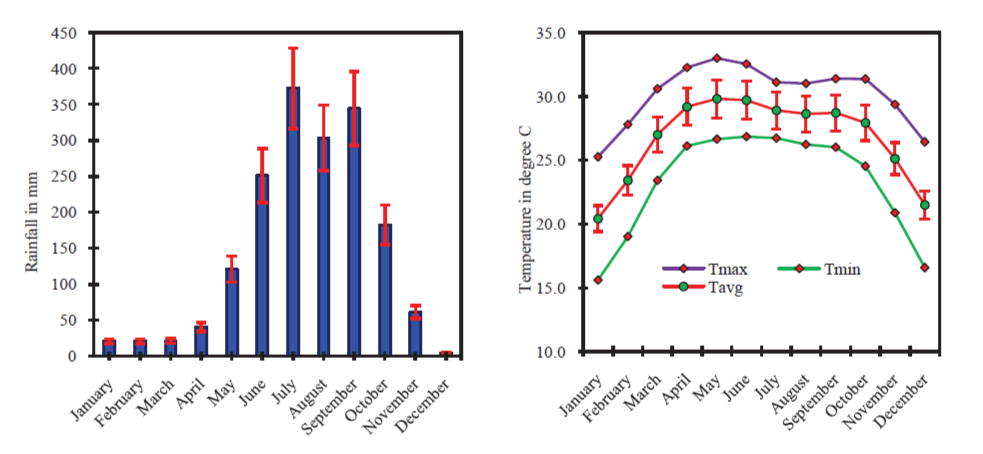 450
400
350
300
250
200
150
100
50
0
Rainfall in mm
January
February
March
April
May
June
July
August
September
October
November
December
35.0
30.0
25.0
20.0
15.0
10.0
Temperature in degree C
Tmax
Tmin
Tavg
January
February
March
April
May
June
July
August
September
October
November
December